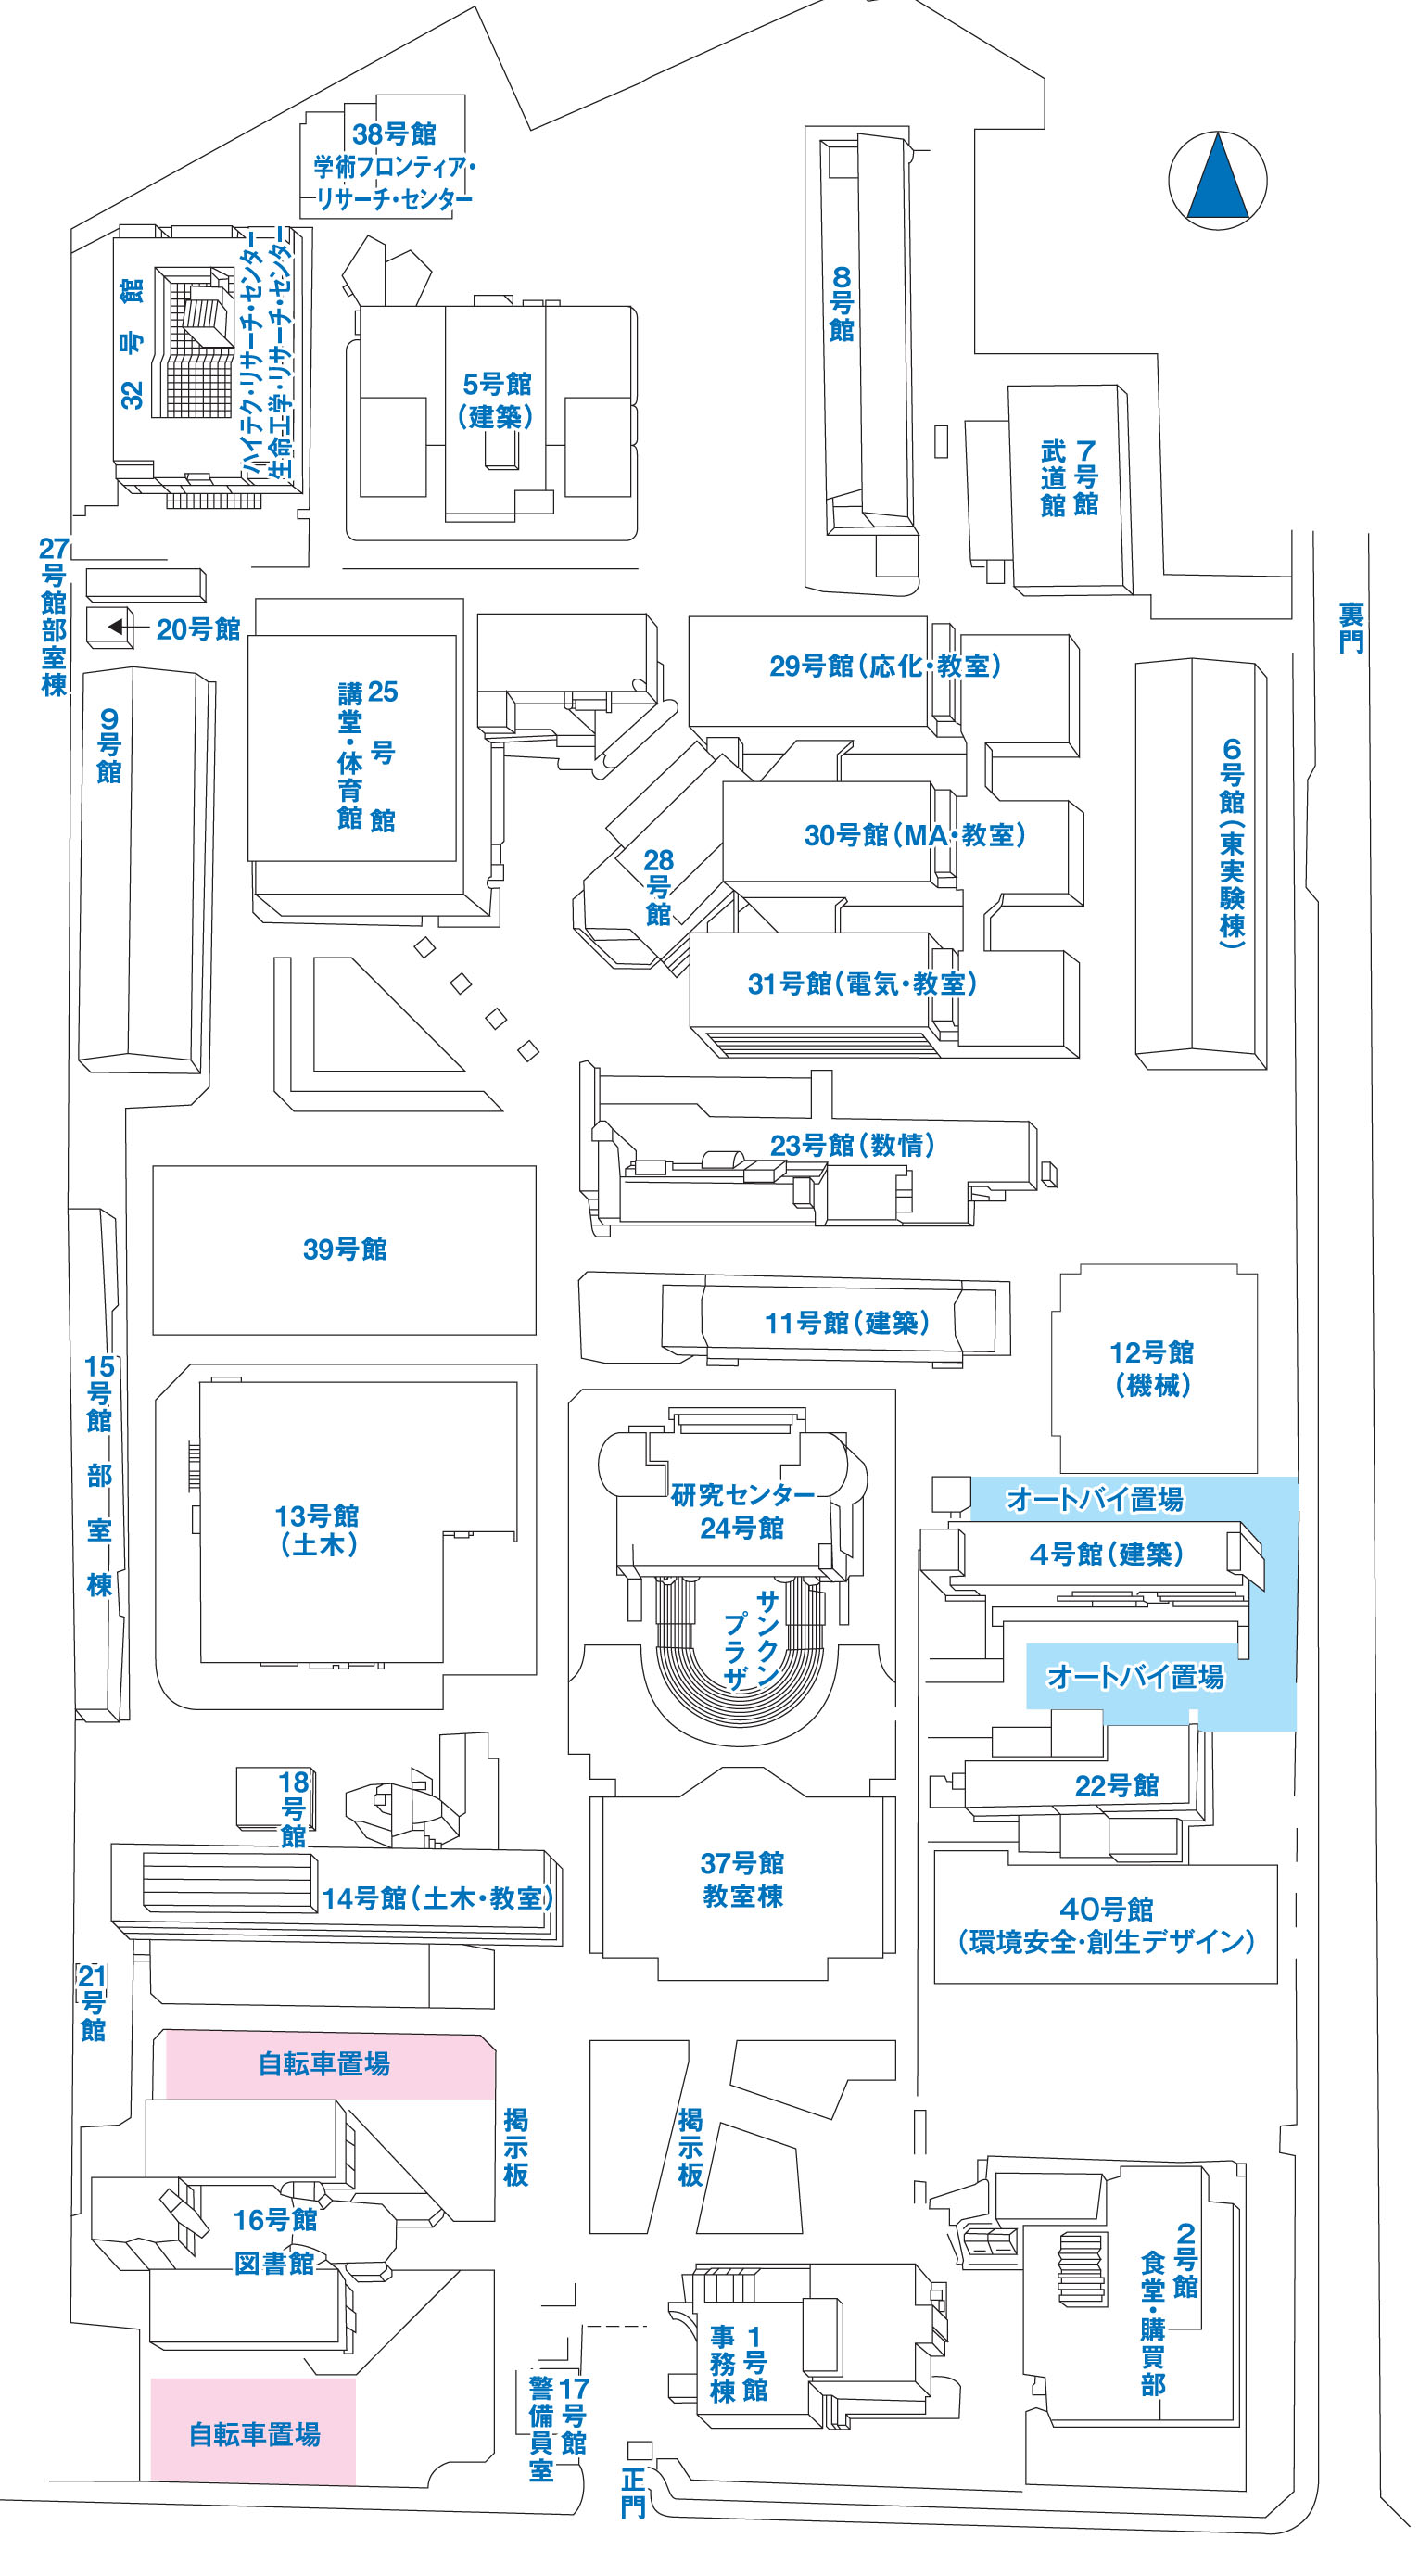 38号館
学術フロンティア・
リサーチ・センター
32号館
ハイテク・リサーチ・センター
生命工学・リサーチ・センター
5号館
（建築）
8号館
7号館
武道館
27号館部室棟
20号館
裏門
9号館
25号館
講堂・体育館
29号館（応化・教室）
30号館（MA・教室）
28号館
31号館（電気・教室）
6号館（東実験棟）
23号館（数情）
39号館
11号館（建築）
12号館
（機械）
15号館部室棟
13号館
（土木）
研究センター
24号館
サンクン
プラザ
オートバイ置場
4号館（建築）
オートバイ置場
22号館
18号館
14号館（土木・教室）
37号館
教室棟
40号館
（環境安全・創生デザイン）
21号館
自転車置場
掲示板
掲示板
16号館
図書館
2号館
食堂・購買部
1号館
事務棟
17号館
警備員室
自転車置場
正門